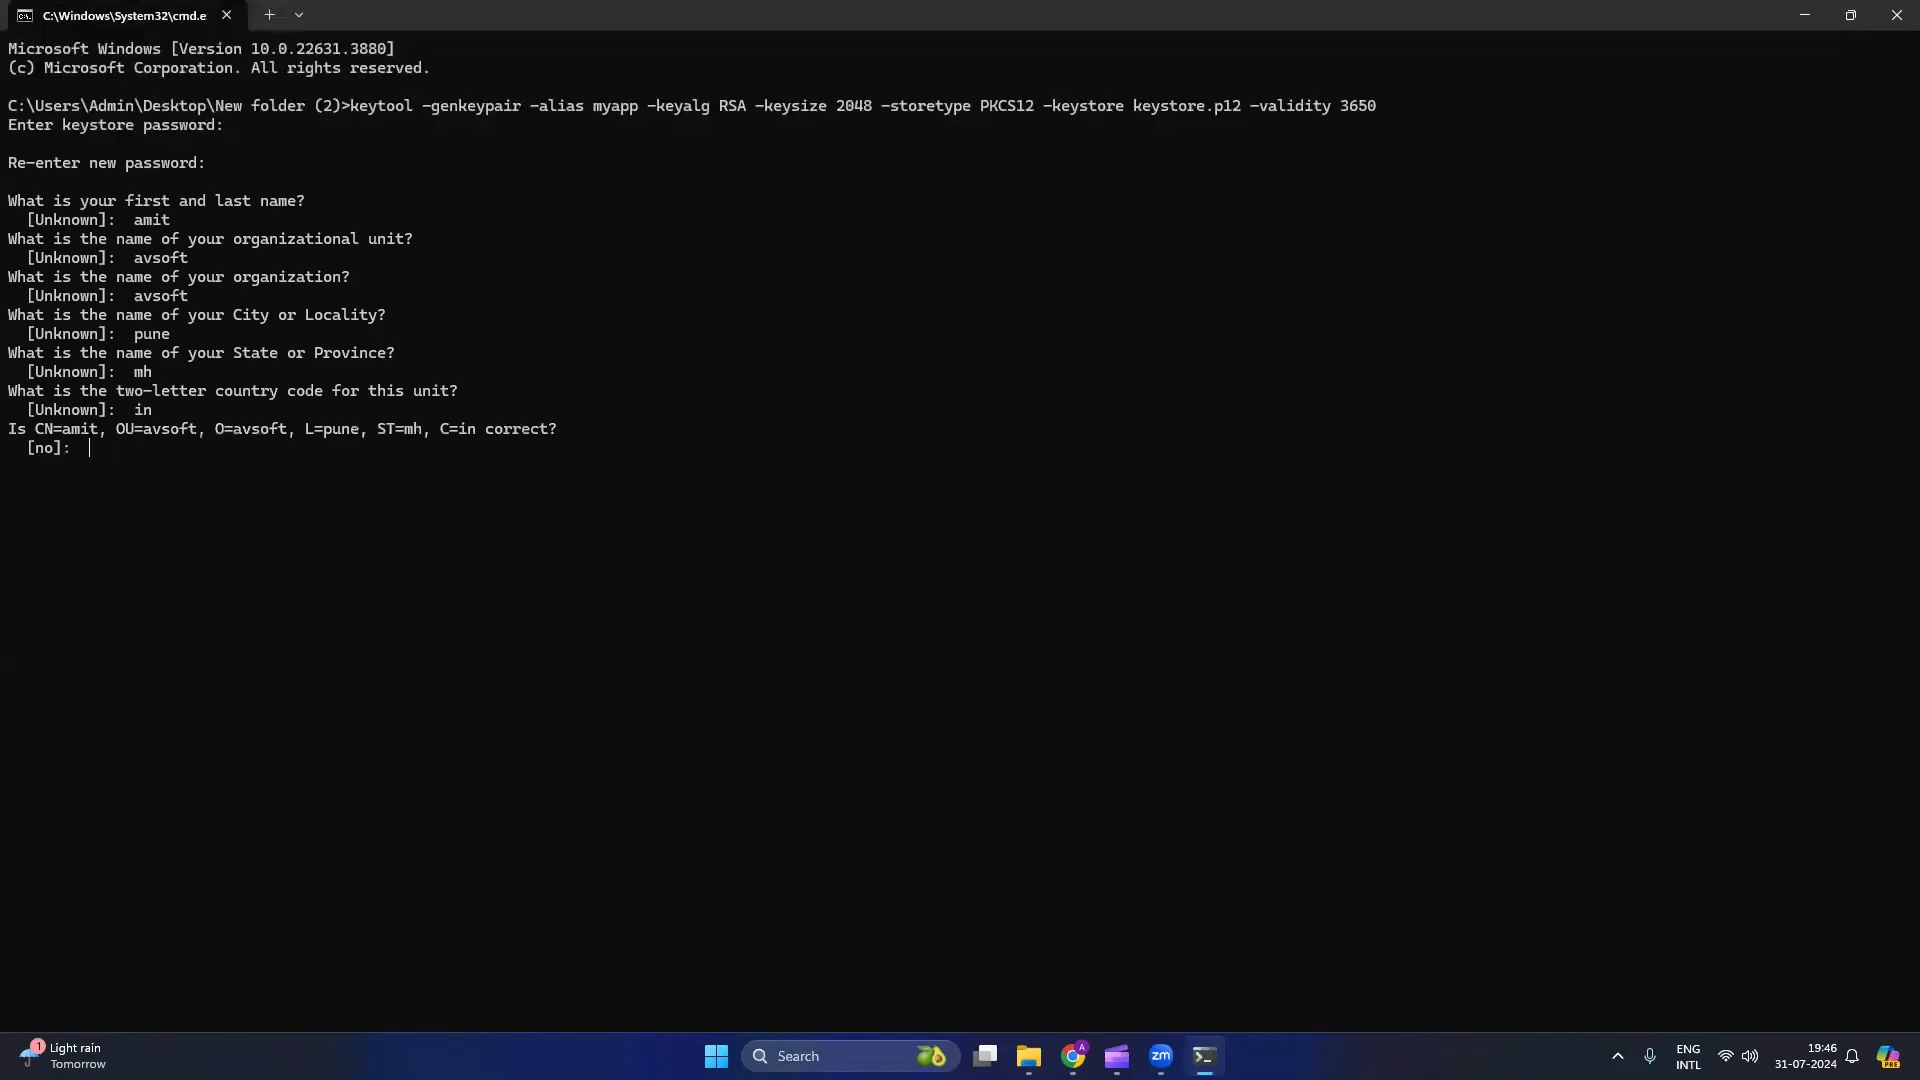 C:\Windows\System32\cmd.e
Microsoft Windows [Version 10.0.22631.3880]
(c) Microsoft Corporation. All rights reserved.
C:\Users\Admin\Desktop\New folder (2)>keytool -genkeypair -alias myapp -keyalg RSA -keysize 2048 -storetype PKCS12 -keystore keystore.p12 -validity 3650
Enter keystore password:
Re-enter new password:
What is your first and last name?
[Unknown]:  amit
What is the name of your organizational unit?
[Unknown]:  avsoft
What is the name of your organization?
[Unknown]:  avsoft
What is the name of your City or Locality?
[Unknown]:  pune
What is the name of your State or Province?
[Unknown]:  mh
What is the two-letter country code for this unit?
[Unknown]:  in
Is CN=amit, OU=avsoft, O=avsoft, L=pune, ST=mh, C=in correct?
[no]:
1
Light rain
Tomorrow
Search
A
zm
ENG
INTL
19:46
31-07-2024
PRE